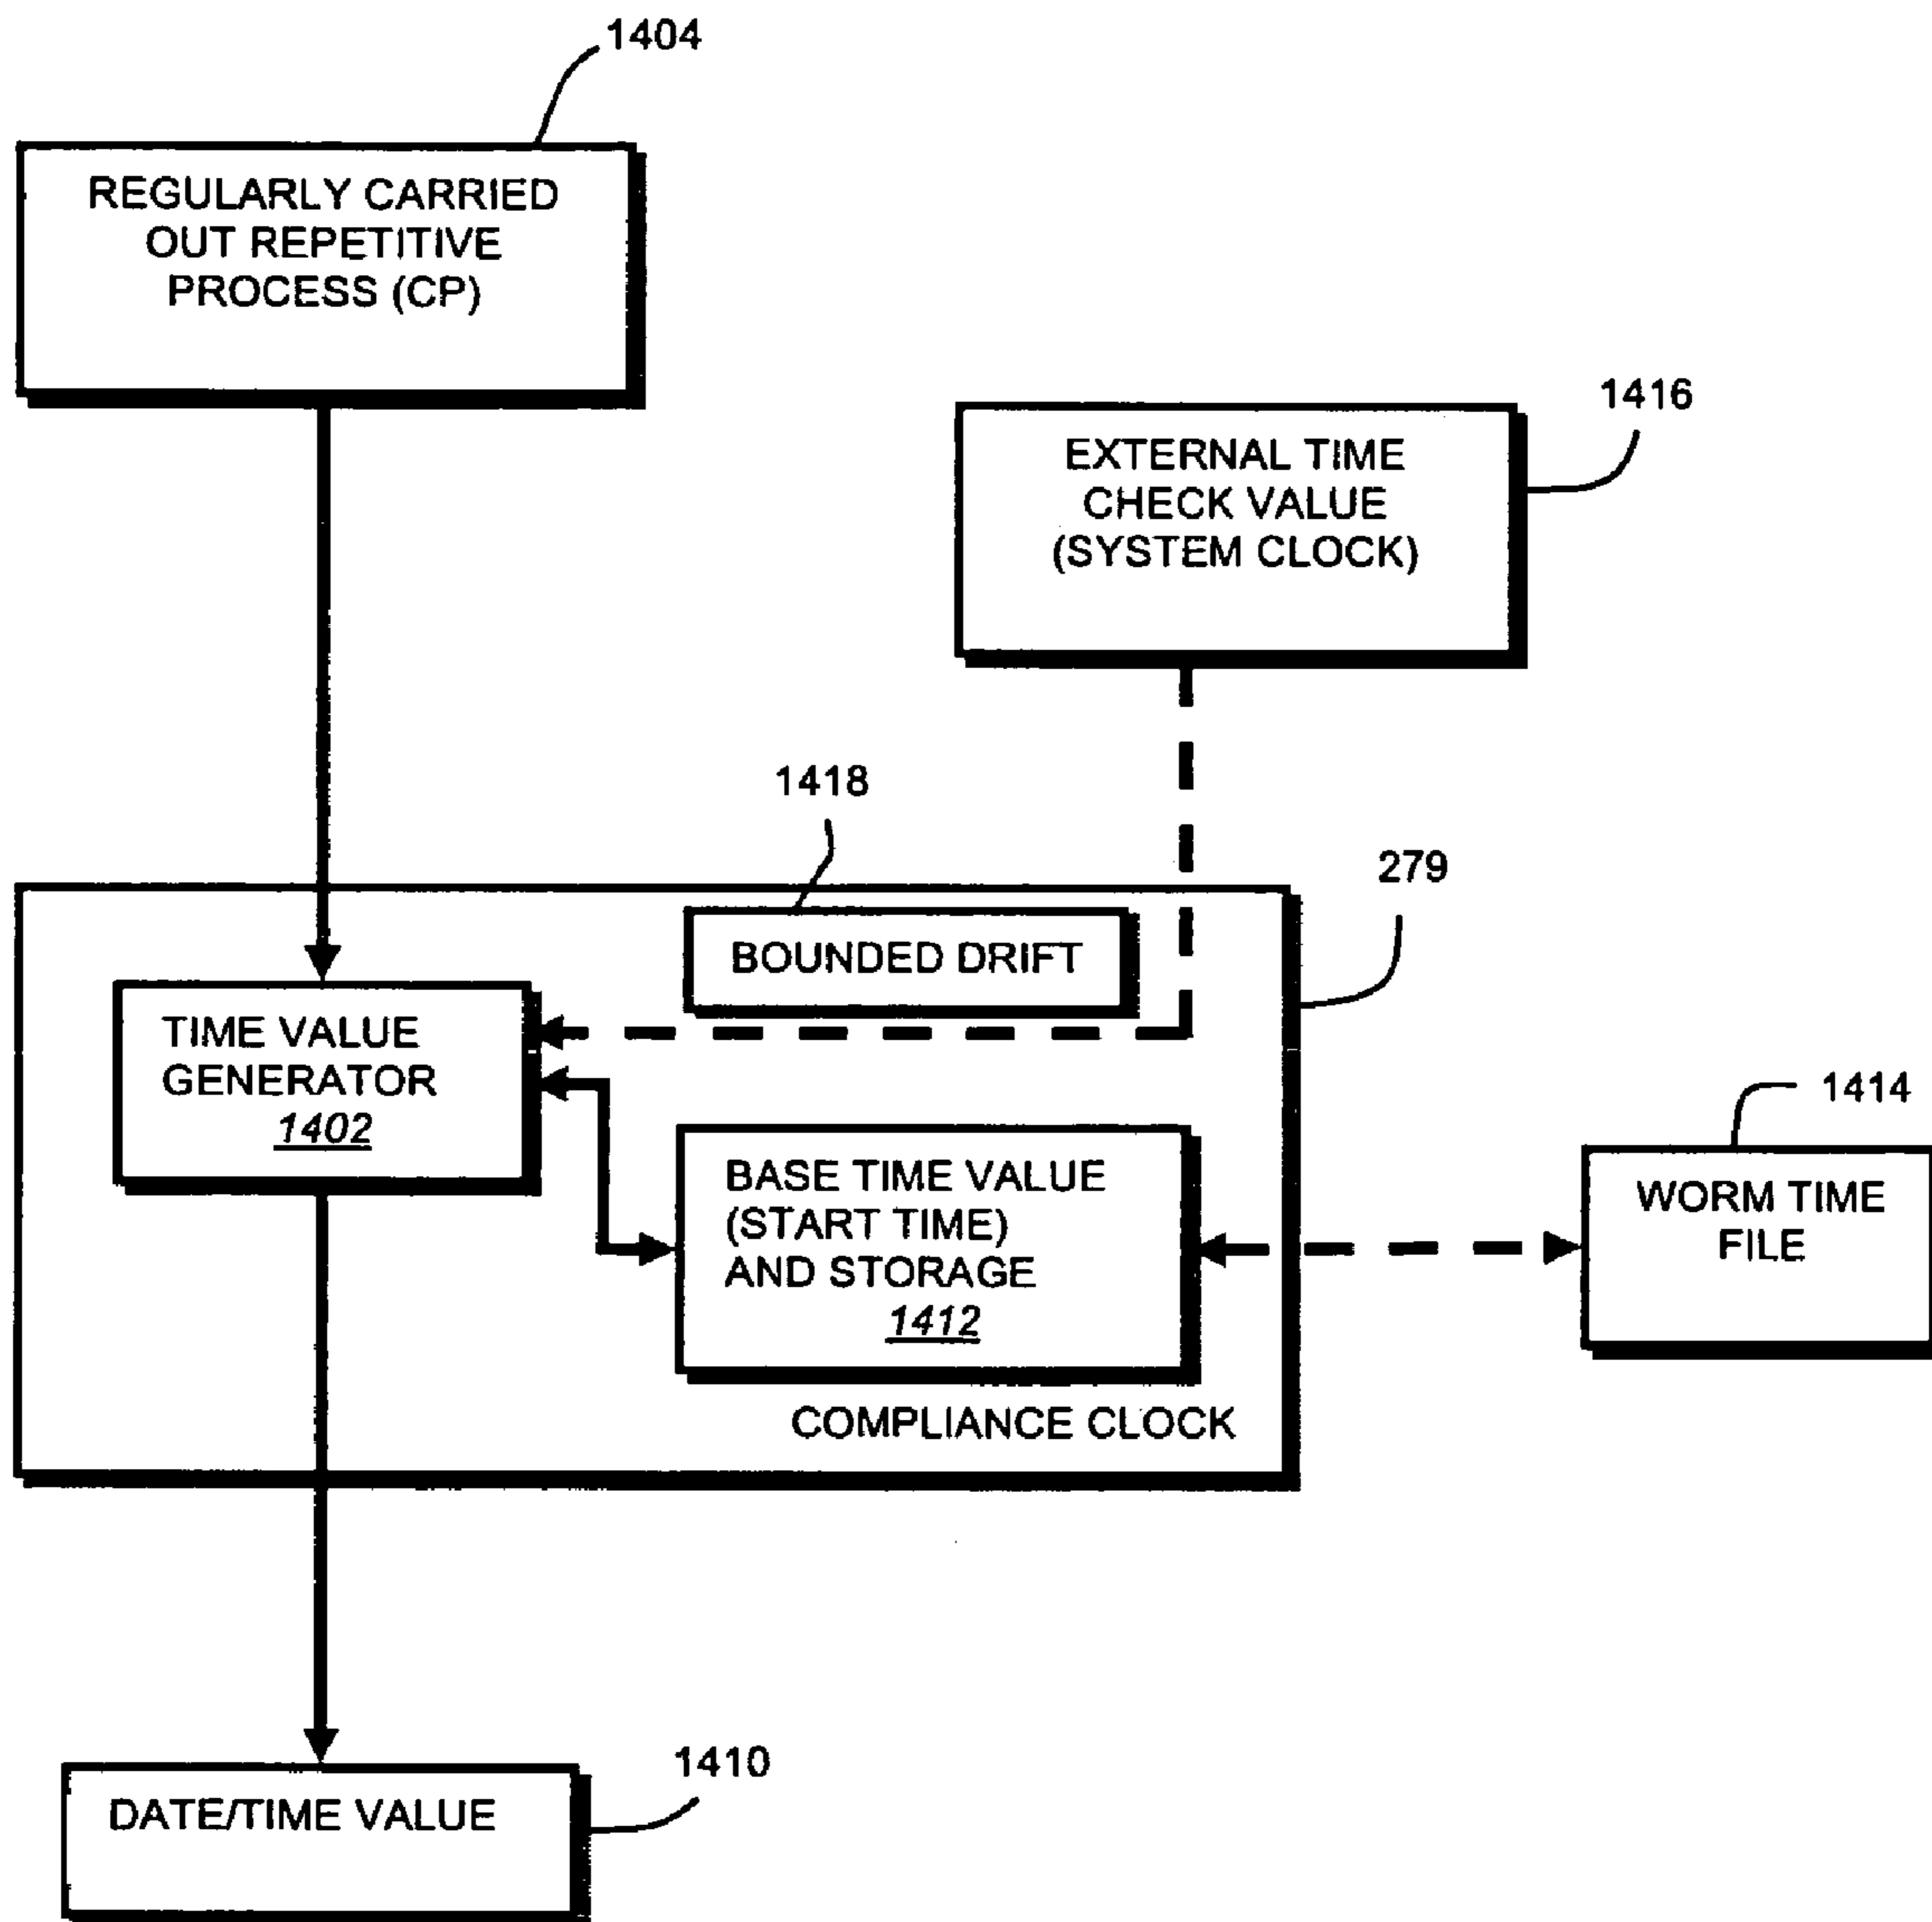 1404
REGULARLY CARRIED
OUT REPETITIVE
PROCESS (CP)
1416
EXTERNAL TIME
CHECK VALUE
(SYSTEM CLOCK)
1418
279
BOUNDED DRIFT
TIME VALUE
GENERATOR
1402
1414
BASE TIME VALUE
(START TIME)
AND STORAGE
1412
WORM TIME
FILE
COMPLIANCE CLOCK
1410
DATE/TIME VALUE